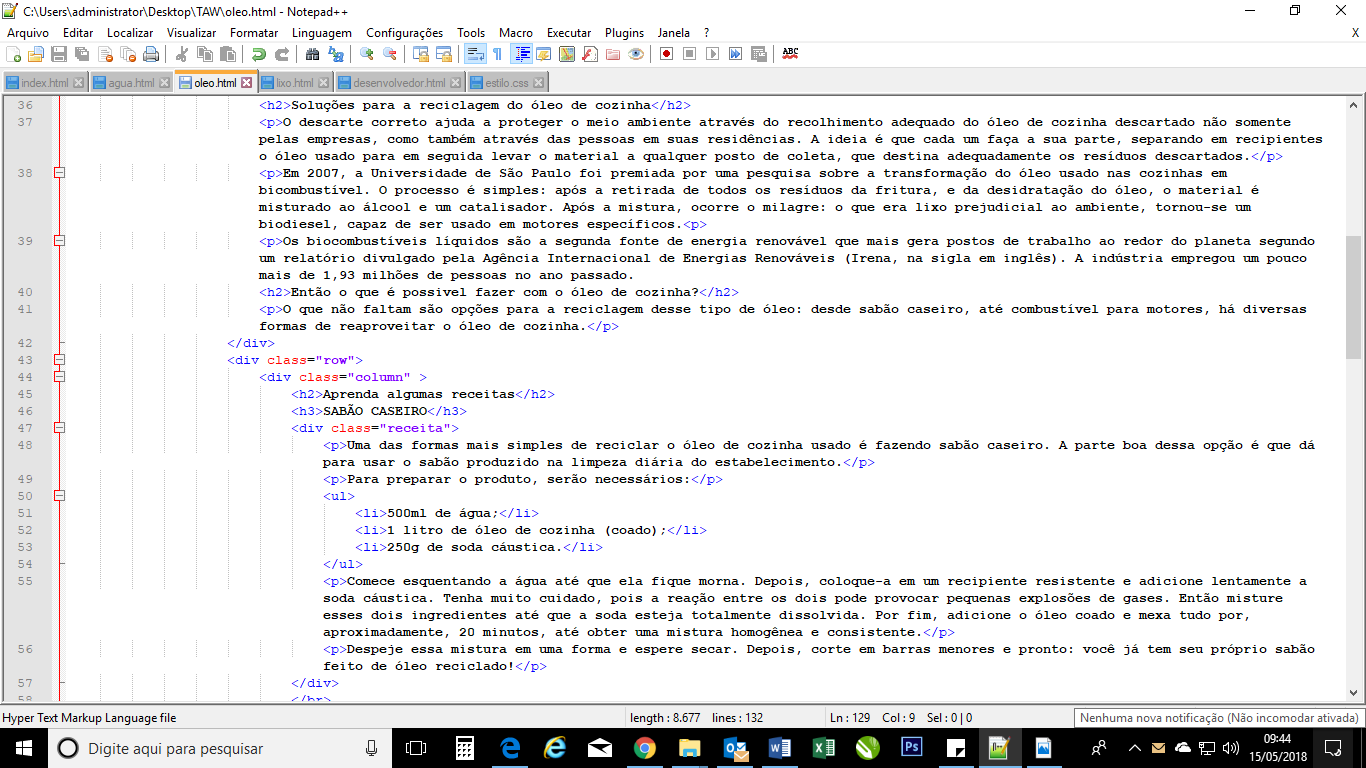 C:\Users\administrator\Desktop\TAW\oleo.html - Notepad++
Arquivo Editar Localizar Visualizar Formatar Linguagem Configurações Tools Macro Executar Plugins Janela ? X
ABC
index.html agua.html oleo.html lixo.html desenvolvedor.html estilo.css
36 <h2>Soluções para a reciclagem do óleo de cozinha</h2>
37 <p>O descarte correto ajuda a proteger o meio ambiente através do recolhimento adequado do óleo de cozinha descartado não somente
pelas empresas, como também através das pessoas em suas residências. A ideia é que cada um faça a sua parte, separando em recipientes
o óleo usado para em seguida levar o material a qualquer posto de coleta, que destina adequadamente os resíduos descartados.</p>
38 <p>Em 2007, a Universidade de São Paulo foi premiada por uma pesquisa sobre a transformação do óleo usado nas cozinhas em
bicombustível. O processo é simples: após a retirada de todos os resíduos da fritura, e da desidratação do óleo, o material é
misturado ao álcool e um catalisador. Após a mistura, ocorre o milagre: o que era lixo prejudicial ao ambiente, tornou-se um
biodiesel, capaz de ser usado em motores específicos.<p>
39 <p>Os biocombustíveis líquidos são a segunda fonte de energia renovável que mais gera postos de trabalho ao redor do planeta segundo
um relatório divulgado pela Agência Internacional de Energias Renováveis (Irena, na sigla em inglês). A indústria empregou um pouco
mais de 1,93 milhões de pessoas no ano passado.
40 <h2>Então o que é possivel fazer com o óleo de cozinha?</h2>
41 <p>O que não faltam são opções para a reciclagem desse tipo de óleo: desde sabão caseiro, até combustível para motores, há diversas
formas de reaproveitar o óleo de cozinha.</p>
42 </div>
43 <div class="row">
44 <div class="column" >
45 <h2>Aprenda algumas receitas</h2>
46 <h3>SABÃO CASEIRO</h3>
47 <div class="receita">
48 <p>Uma das formas mais simples de reciclar o óleo de cozinha usado é fazendo sabão caseiro. A parte boa dessa opção é que dá
para usar o sabão produzido na limpeza diária do estabelecimento.</p>
49 <p>Para preparar o produto, serão necessários:</p>
50 <ul>
51 <li>500ml de água;</li>
52 <li>1 litro de óleo de cozinha (coado);</li>
53 <li>250g de soda cáustica.</li>
54 </ul>
55 <p>Comece esquentando a água até que ela fique morna. Depois, coloque-a em um recipiente resistente e adicione lentamente a
soda cáustica. Tenha muito cuidado, pois a reação entre os dois pode provocar pequenas explosões de gases. Então misture
esses dois ingredientes até que a soda esteja totalmente dissolvida. Por fim, adicione o óleo coado e mexa tudo por,
aproximadamente, 20 minutos, até obter uma mistura homogênea e consistente.</p>
56 <p>Despeje essa mistura em uma forma e espere secar. Depois, corte em barras menores e pronto: você já tem seu próprio sabão
feito de óleo reciclado!</p>
57 </div>
58 </br>
Hyper Text Markup Language file length : 8.677 lines : 132 Ln : 129 Col : 9 Sel : 0 | 0 Nenhuma nova notificação (Não incomodar ativada)
Digite aqui para pesquisar
Ps
09:44
15/05/2018